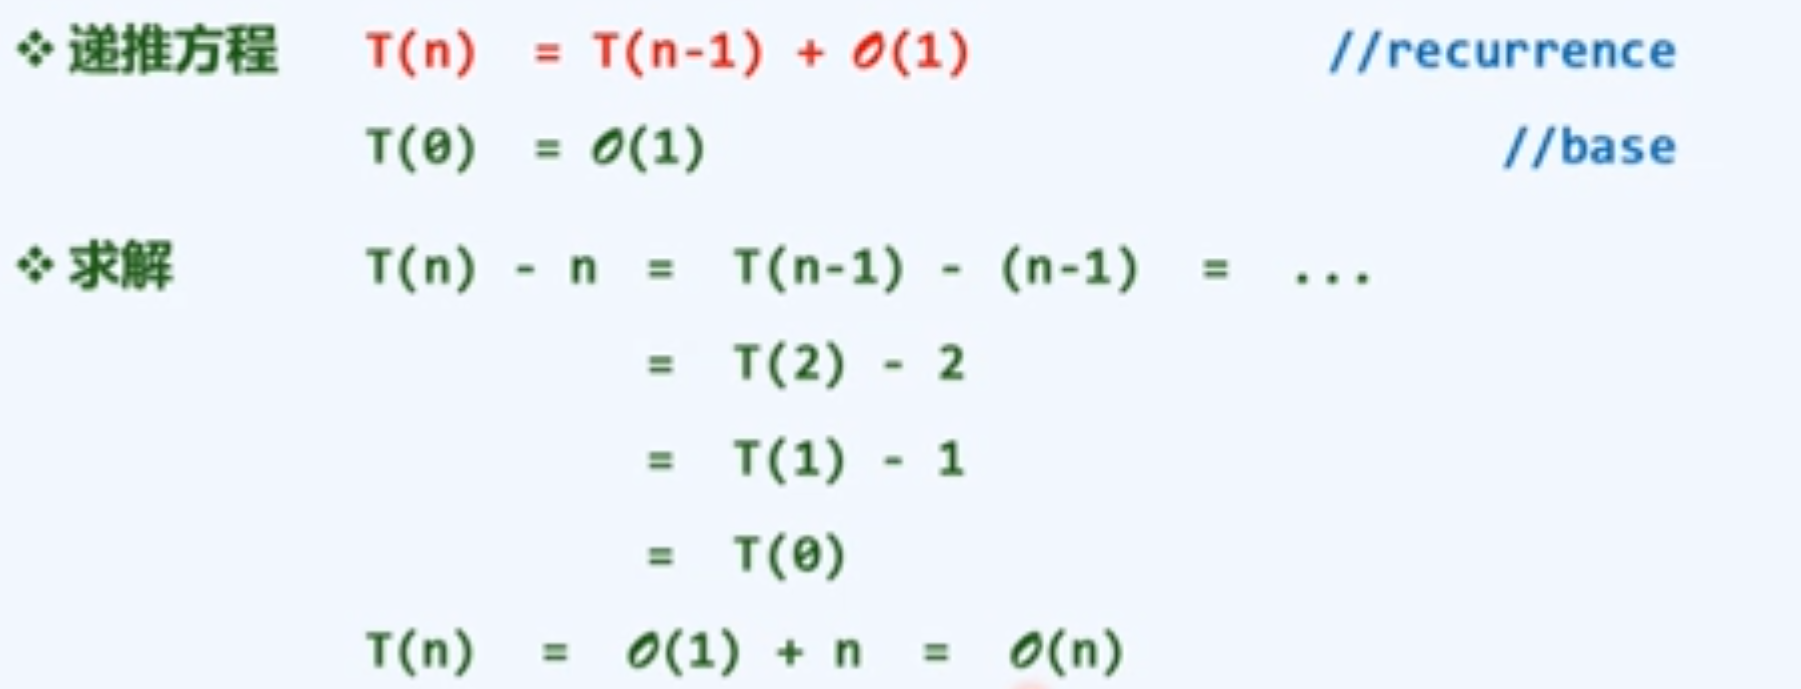 ❖ 递推方程 T(n) = T(n-1) + O(1) //recurrence
T(0) = O(1) //base
❖ 求解 T(n) - n = T(n-1) - (n-1) = ...
= T(2) - 2
= T(1) - 1
= T(0)
T(n) = O(1) + n = O(n)